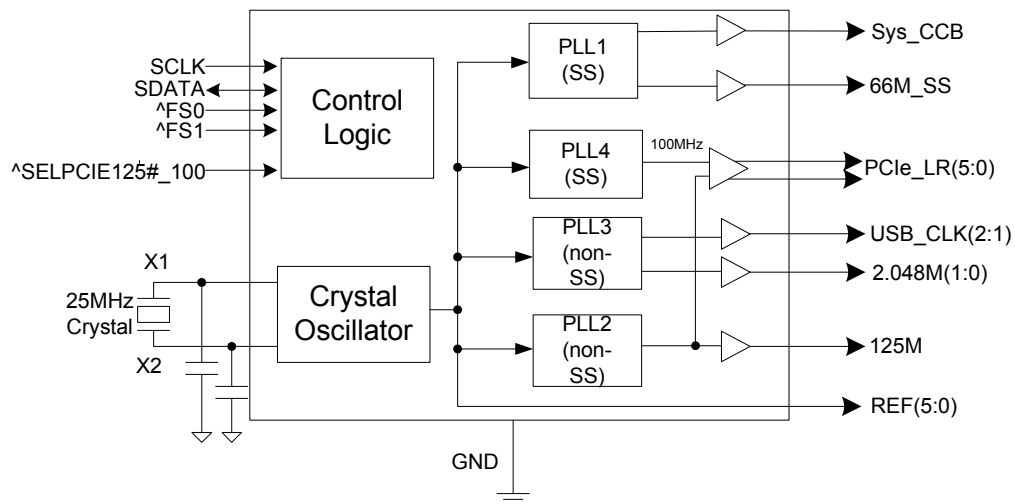 SCLK
SDATA
^FS0
^FS1
^SELPCIE125#_100
Control
Logic
X1
25MHz
Crystal
X2
Crystal
Oscillator
PLL1
(SS)
PLL4
(SS)
100MHz
PLL3
(non-
SS)
PLL2
(non-
SS)
Sys_CCB
66M_SS
PCIe_LR(5:0)
USB_CLK(2:1)
2.048M(1:0)
125M
REF(5:0)
GND